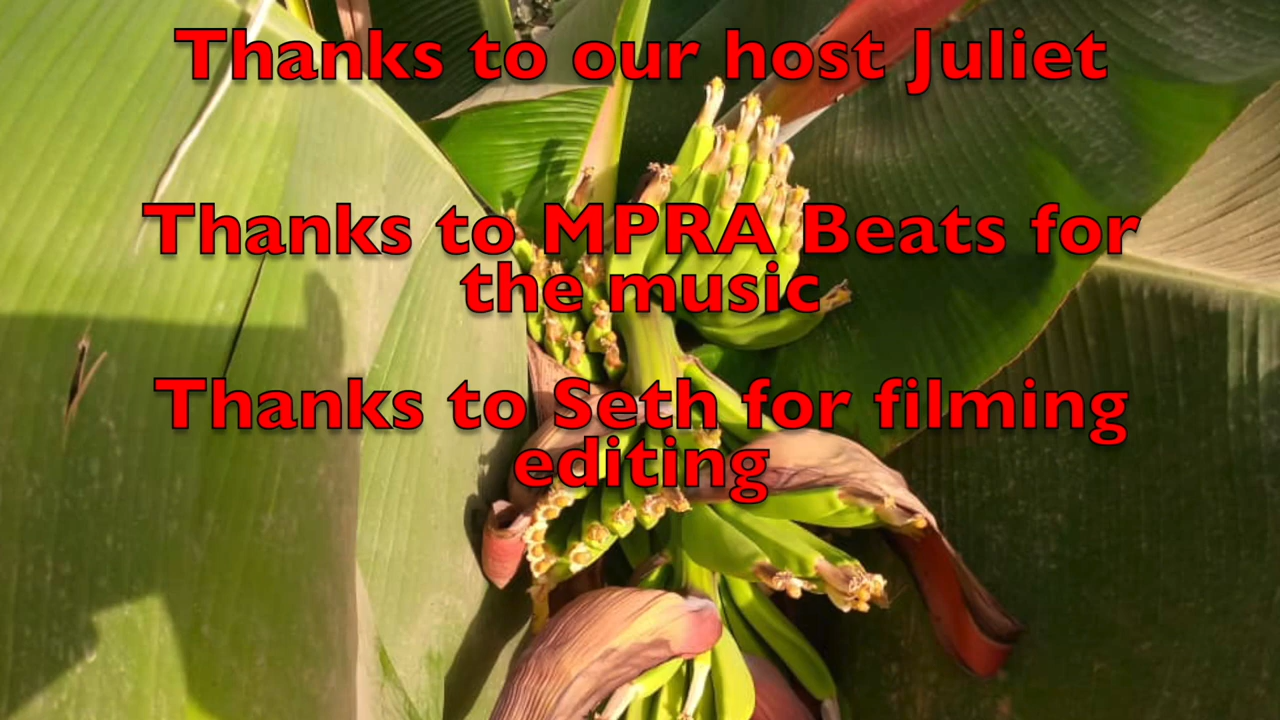 Thanks to our host Juliet
Thanks to MPRA Beats for
the music
Thanks to Seth for filming
editing